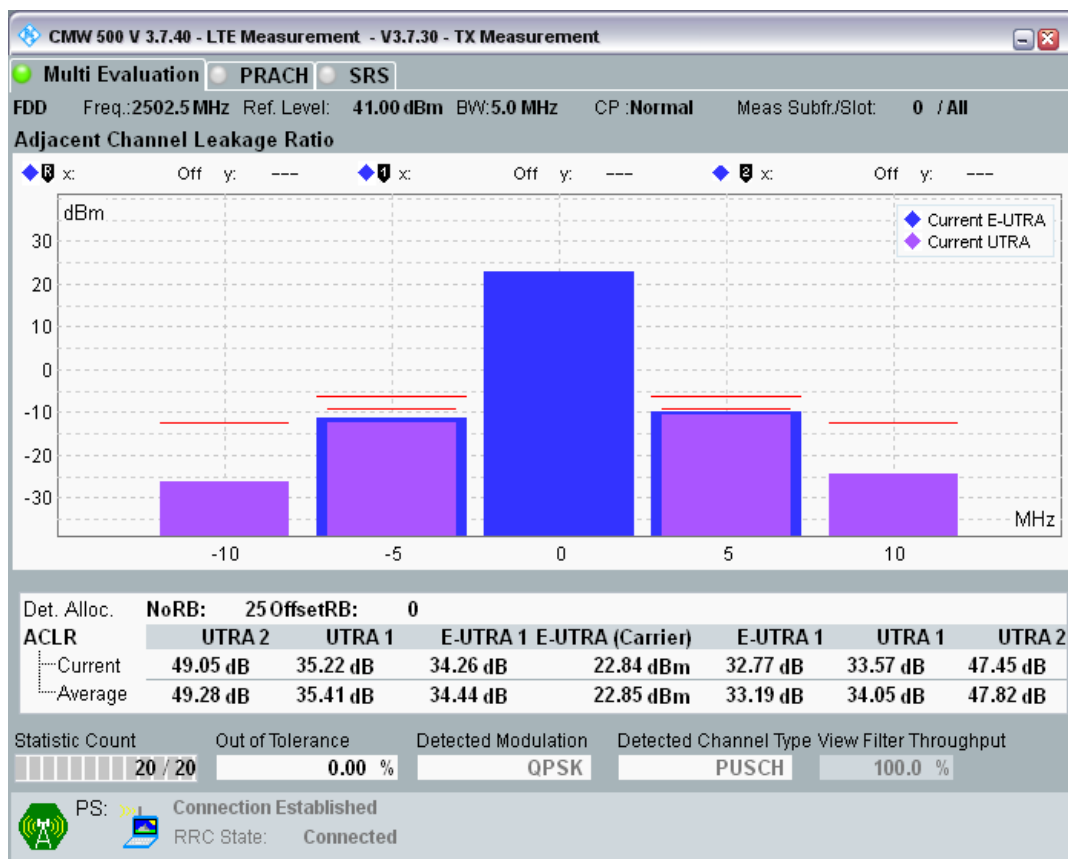 CMW 500 V 3.7.40 - LTE Measurement - V3.7.30 - TX Measurement
Multi Evaluation PRACH SRS
FDD Freq.:2502.5 MHz Ref. Level: 41.00 dBm BW:5.0 MHz CP :Normal Meas Subfr./Slot: 0 / All
Adjacent Channel Leakage Ratio
R x: Off y: --- 1 x: Off y: --- 2 x: Off y: ---
dBm
Current E-UTRA
Current UTRA
30
20
10
0
-10
-20
-30
MHz
-10 -5 0 5 10
Det. Alloc. NoRB: 25 OffsetRB: 0
ACLR UTRA 2 UTRA 1 E-UTRA 1 E-UTRA (Carrier) E-UTRA 1 UTRA 1 UTRA 2
Current 49.05 dB 35.22 dB 34.26 dB 22.84 dBm 32.77 dB 33.57 dB 47.45 dB
Average 49.28 dB 35.41 dB 34.44 dB 22.85 dBm 33.19 dB 34.05 dB 47.82 dB
Statistic Count Out of Tolerance Detected Modulation Detected Channel Type View Filter Throughput
20 / 20 0.00 % QPSK PUSCH 100.0 %
PS: Connection Established
RRC State: Connected